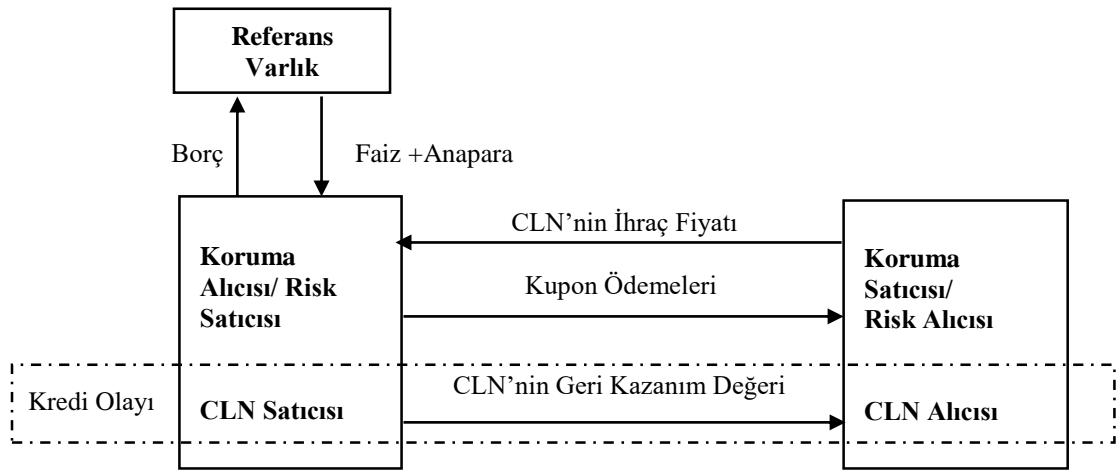 Referans
Varlık
Borç
Faiz +Anapara
CLN’nin İhraç Fiyatı
Koruma
Alıcısı/ Risk
Satıcısı
Kupon Ödemeleri
Koruma
Satıcısı/
Risk Alıcısı
Kredi Olayı
CLN Satıcısı
CLN’nin Geri Kazanım Değeri
CLN Alıcısı